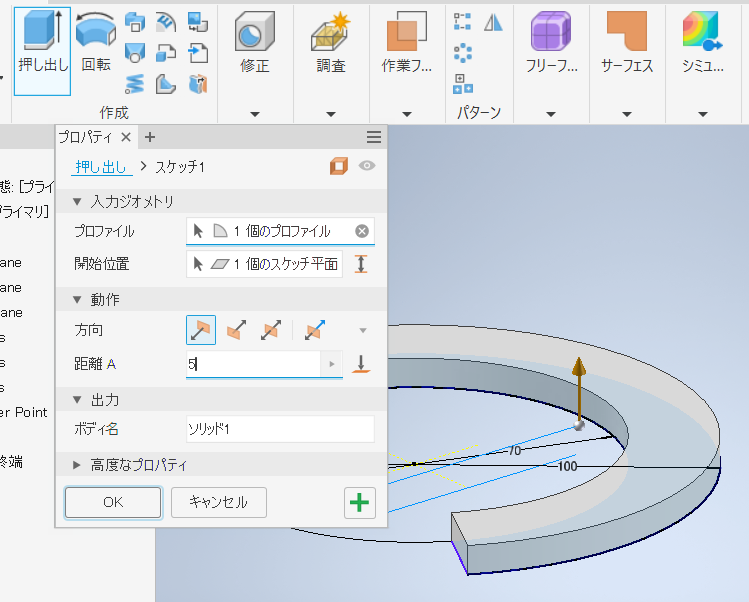 押し出し
回転
修正
調査
作業フ...
フリーフ...
サーフェス
シミュ...
作成
パターン
プロパティ × +
押し出し > スケッチ1
入力ジオメトリ
プロファイル 1 個のプロファイル
開始位置 1 個のスケッチ平面
動作
方向
距離 A 5
出力
ボディ名 ソリッド1
高度なプロパティ
OK キャンセル
態: [プライ
プライマリ]
ane
ane
ane
s
s
s
er Point
終端
70
100